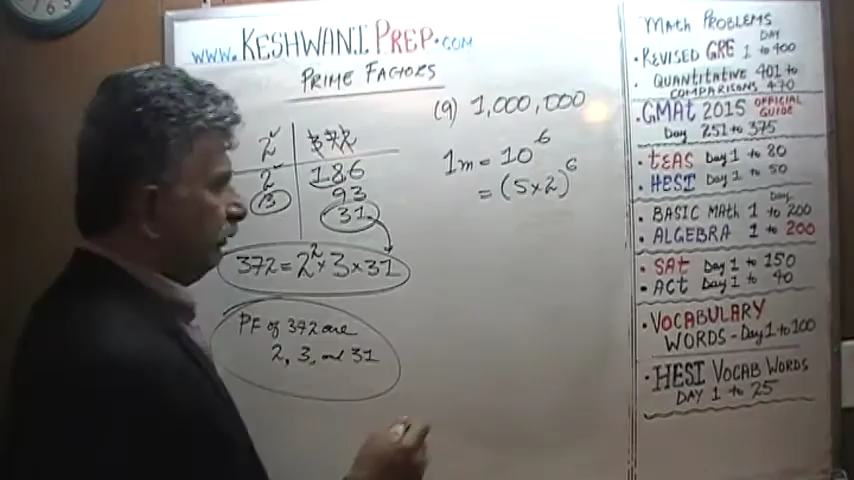 www.KESHWANI PREP.COM
PRIME FACTORS
2 372
2 186
3 93
31
372 = 2² × 3 × 31
PF of 372 are
2, 3, and 31
(9) 1,000,000
1m = 10⁶
= (5×2)⁶
MATH PROBLEMS
DAY
• REVISED GRE 1 to 400
• QUANTITATIVE 401 to
COMPARISONS 470
• GMAT 2015 OFFICIAL GUIDE
Day 251 to 375
• TEAS Day 1 to 80
• HESI Day 1 to 50
Day
• BASIC MATH 1 to 200
• ALGEBRA 1 to 200
• SAT Day 1 to 150
• ACT Day 1 to 40
• VOCABULARY
WORDS - Day 1 to 100
• HESI VOCAB WORDS
DAY 1 to 25